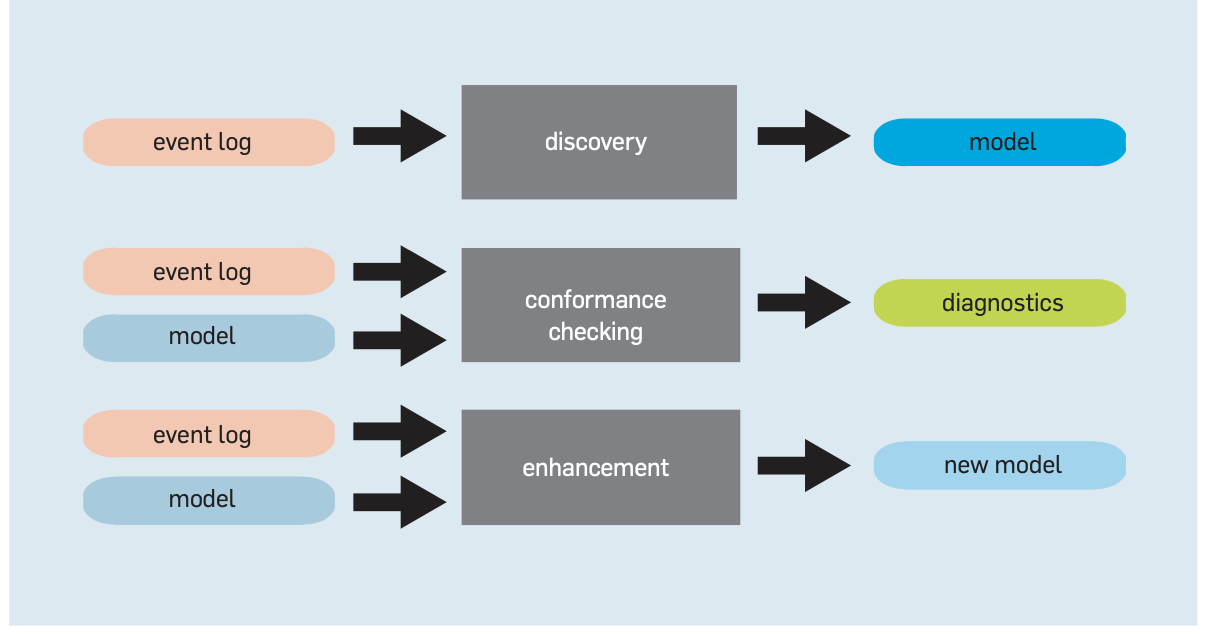 event log
discovery
model
event log
model
conformance
checking
diagnostics
event log
model
enhancement
new model